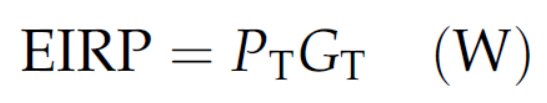 EIRP = P_T G_T (W)